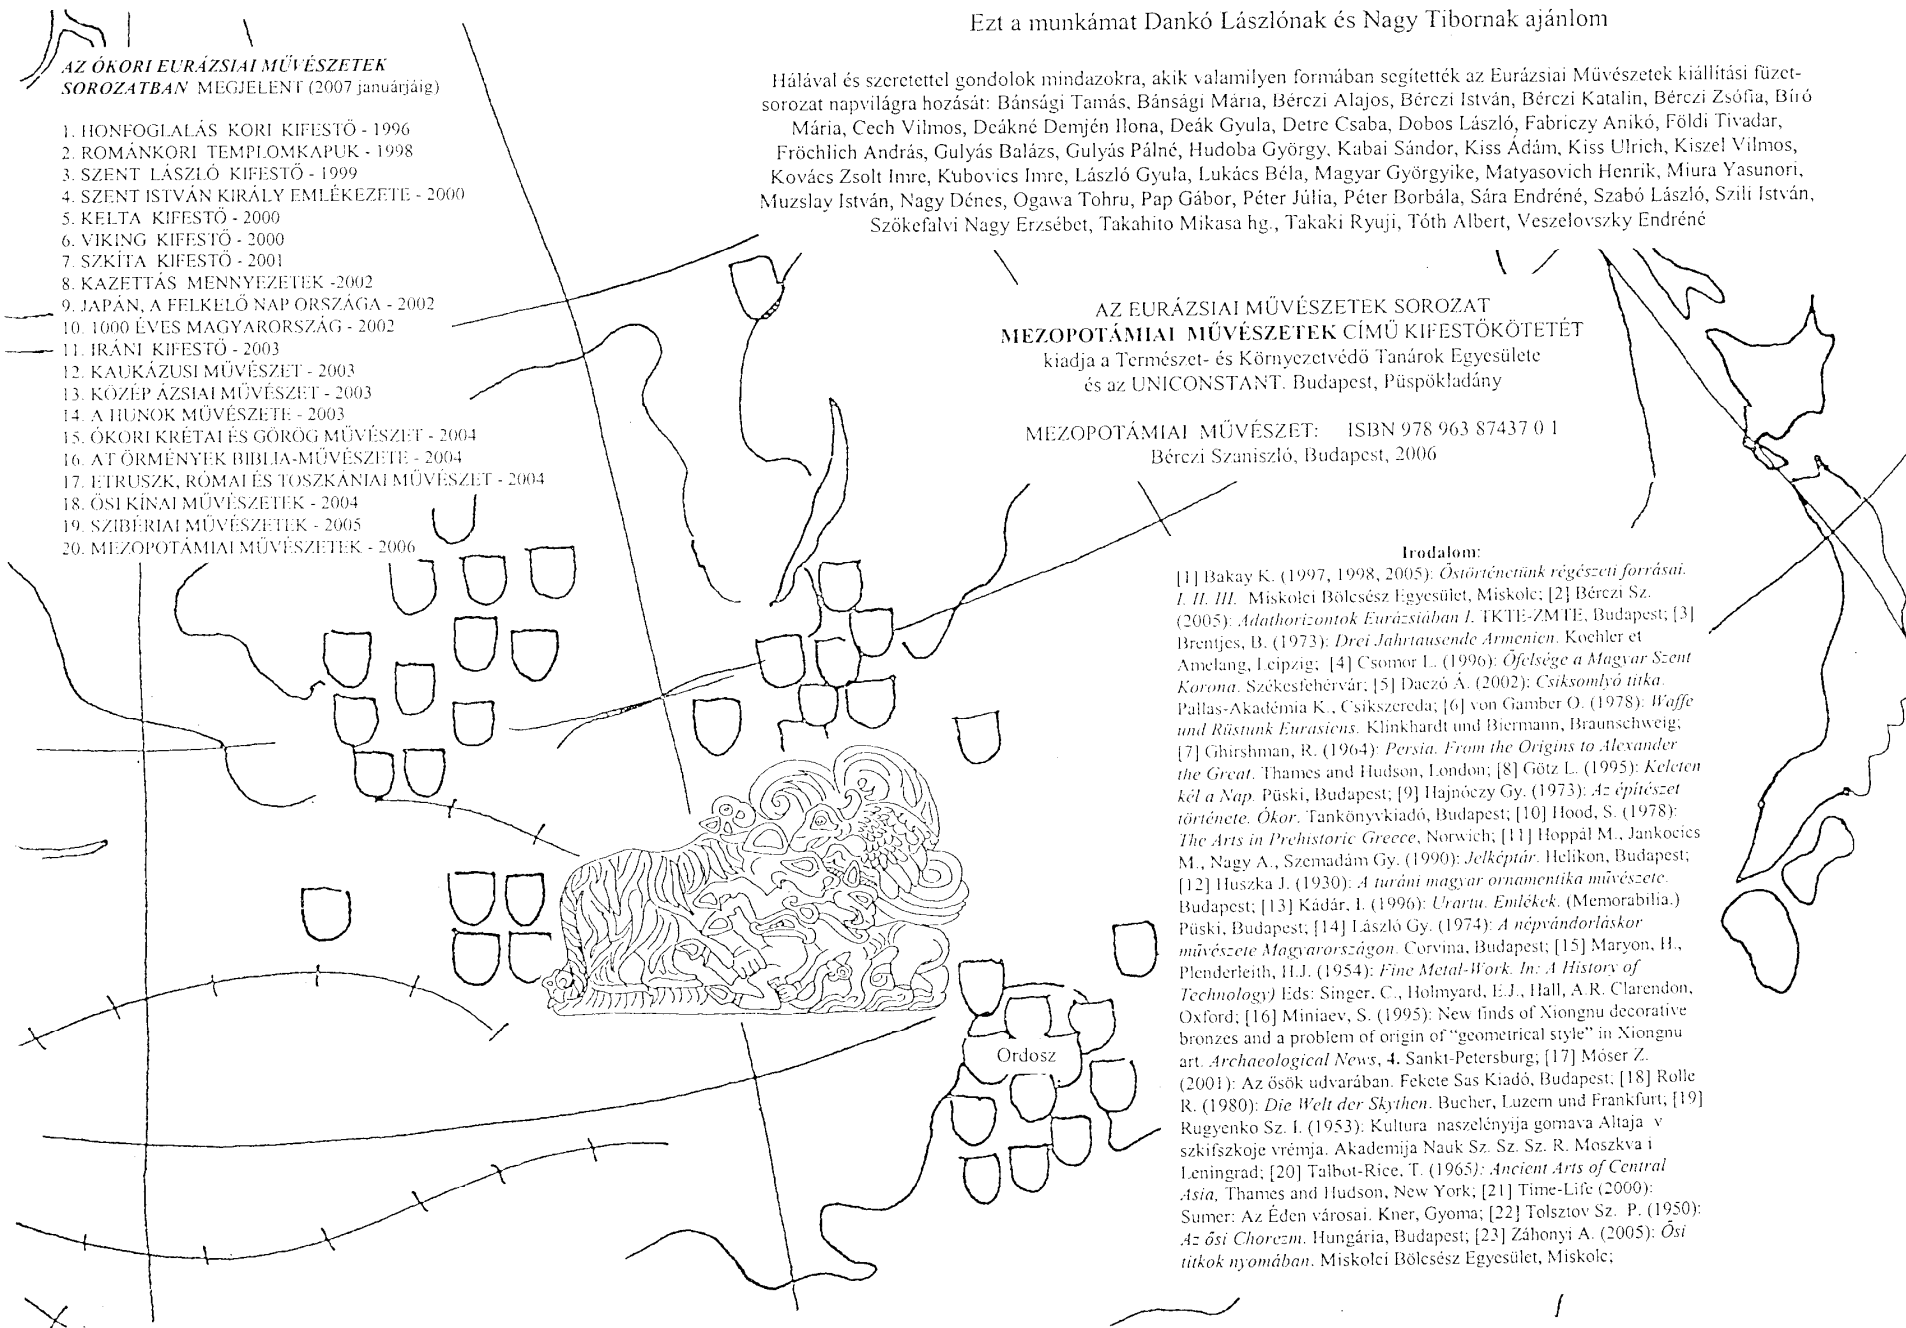 AZ ÓKORI EURÁZSIAI MŰVÉSZETEK
SOROZATBAN MEGJELENT (2007 januárjáig)
1. HONFOGLALÁS KORI KIFESTŐ - 1996
2. ROMÁNKORI TEMPLOMKAPUK - 1998
3. SZENT LÁSZLÓ KIFESTŐ - 1999
4. SZENT ISTVÁN KIRÁLY EMLÉKEZETE - 2000
5. KELTA KIFESTŐ - 2000
6. VIKING KIFESTŐ - 2000
7. SZKÍTA KIFESTŐ - 2001
8. KAZETTÁS MENNYEZETEK -2002
9. JAPÁN, A FELKELŐ NAP ORSZÁGA - 2002
10. 1000 ÉVES MAGYARORSZÁG - 2002
11. IRÁNI KIFESTŐ - 2003
12. KAUKÁZUSI MŰVÉSZET - 2003
13. KÖZÉP ÁZSIAI MŰVÉSZET - 2003
14. A HUNOK MŰVÉSZETE - 2003
15. ÓKORI KRÉTAI ÉS GÖRÖG MŰVÉSZET - 2004
16. AT ÖRMÉNYEK BIBLIA-MŰVÉSZETE - 2004
17. ETRUSZK, RÓMAI ÉS TOSZKÁNIAI MŰVÉSZET - 2004
18. ŐSI KÍNAI MŰVÉSZETEK - 2004
19. SZIBÉRIAI MŰVÉSZETEK - 2005
20. MEZOPOTÁMIAI MŰVÉSZETEK - 2006
Ezt a munkámat Dankó Lászlónak és Nagy Tibornak ajánlom
Hálával és szeretettel gondolok mindazokra, akik valamilyen formában segítették az Eurázsiai Művészetek kiállítási füzet-
sorozat napvilágra hozását: Bánsági Tamás, Bánsági Mária, Bérczi Alajos, Bérczi István, Bérczi Katalin, Bérczi Zsófia, Bíró
Mária, Cech Vilmos, Deákné Demjén Ilona, Deák Gyula, Detre Csaba, Dobos László, Fabriczy Anikó, Földi Tivadar,
Fröchlich András, Gulyás Balázs, Gulyás Pálné, Hudoba György, Kabai Sándor, Kiss Ádám, Kiss Ulrich, Kiszel Vilmos,
Kovács Zsolt Imre, Kubovics Imre, László Gyula, Lukács Béla, Magyar Györgyike, Matyasovich Henrik, Miura Yasunori,
Muzslay István, Nagy Dénes, Ogawa Tohru, Pap Gábor, Péter Júlia, Péter Borbála, Sára Endréné, Szabó László, Szili István,
Szőkefalvi Nagy Erzsébet, Takahito Mikasa hg., Takaki Ryuji, Tóth Albert, Veszelovszky Endréné
AZ EURÁZSIAI MŰVÉSZETEK SOROZAT
MEZOPOTÁMIAI MŰVÉSZETEK CÍMŰ KIFESTŐKÖTETÉT
kiadja a Természet- és Környezetvédő Tanárok Egyesülete
és az UNICONSTANT. Budapest, Püspökladány
MEZOPOTÁMIAI MŰVÉSZET: ISBN 978 963 87437 0 1
Bérczi Szaniszló, Budapest, 2006
Irodalom:
[1] Bakay K. (1997, 1998, 2005): Őstörténetünk régészeti forrásai.
I. II. III. Miskolci Bölcsész Egyesület, Miskolc; [2] Bérczi Sz.
(2005): Adathorizontok Eurázsiában I. TKTE-ZMTE, Budapest; [3]
Brentjes, B. (1973): Drei Jahrtausende Armenien. Koehler et
Amelang, Leipzig; [4] Csomor L. (1996): Őfelsége a Magyar Szent
Korona. Székesfehérvár; [5] Daczó Á. (2002): Csiksomlyó titka.
Pallas-Akadémia K., Csikszereda; [6] von Gamber O. (1978): Waffe
und Rüstunk Eurasiens. Klinkhardt und Biermann, Braunschweig;
[7] Ghirshman, R. (1964): Persia. From the Origins to Alexander
the Great. Thames and Hudson, London; [8] Götz L. (1995): Keleten
kél a Nap. Püski, Budapest; [9] Hajnóczy Gy. (1973): Az építészet
története. Ókor. Tankönyvkiadó, Budapest; [10] Hood, S. (1978):
The Arts in Prehistoric Greece, Norwich; [11] Hoppál M., Jankocics
M., Nagy A., Szemadám Gy. (1990): Jelképtár. Helikon, Budapest;
[12] Huszka J. (1930): A turáni magyar ornamentika művészete.
Budapest; [13] Kádár, I. (1996): Urartu. Emlékek. (Memorabilia.)
Püski, Budapest; [14] László Gy. (1974): A népvándorláskor
művészete Magyarországon. Corvina, Budapest; [15] Maryon, H.,
Plenderleith, H.J. (1954): Fine Metal-Work. In: A History of
Technology) Eds: Singer, C., Holmyard, E.J., Hall, A.R. Clarendon,
Oxford; [16] Miniaev, S. (1995): New finds of Xiongnu decorative
bronzes and a problem of origin of "geometrical style" in Xiongnu
art. Archaeological News, 4. Sankt-Petersburg; [17] Móser Z.
(2001): Az ősök udvarában. Fekete Sas Kiadó, Budapest; [18] Rolle
R. (1980): Die Welt der Skythen. Bucher, Luzern und Frankfurt; [19]
Rugyenko Sz. I. (1953): Kultura naszelényija gornava Altaja v
szkifszkoje vrémja. Akademija Nauk Sz. Sz. Sz. R. Moszkva i
Leningrad; [20] Talbot-Rice, T. (1965): Ancient Arts of Central
Asia, Thames and Hudson, New York; [21] Time-Life (2000):
Sumer: Az Éden városai. Kner, Gyoma; [22] Tolsztov Sz. P. (1950):
Az ősi Chorezm. Hungária, Budapest; [23] Záhonyi A. (2005): Ősi
titkok nyomában. Miskolci Bölcsész Egyesület, Miskolc;
Ordosz